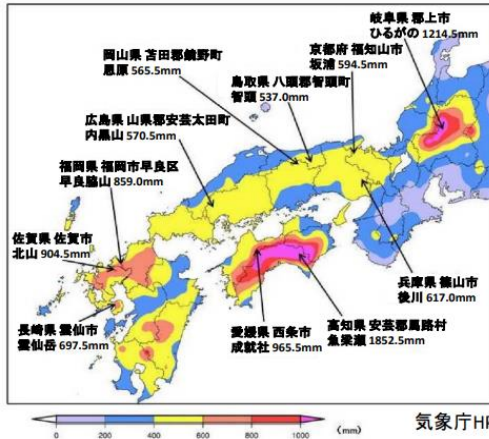 岐阜県 郡上市
ひるがの 1214.5mm
岡山県 苫田郡鏡野町
恩原 565.5mm
京都府 福知山市
坂浦 594.5mm
鳥取県 八頭郡智頭町
智頭 537.0mm
広島県 山県郡安芸太田町
内黒山 570.5mm
福岡県 福岡市早良区
早良脇山 859.0mm
佐賀県 佐賀市
北山 904.5mm
長崎県 雲仙市
雲仙岳 697.5mm
愛媛県 西条市
成就社 965.5mm
高知県 安芸郡馬路村
魚梁瀬 1852.5mm
兵庫県 篠山市
後川 617.0mm
0 200 400 600 800 1000 (mm)
気象庁HP